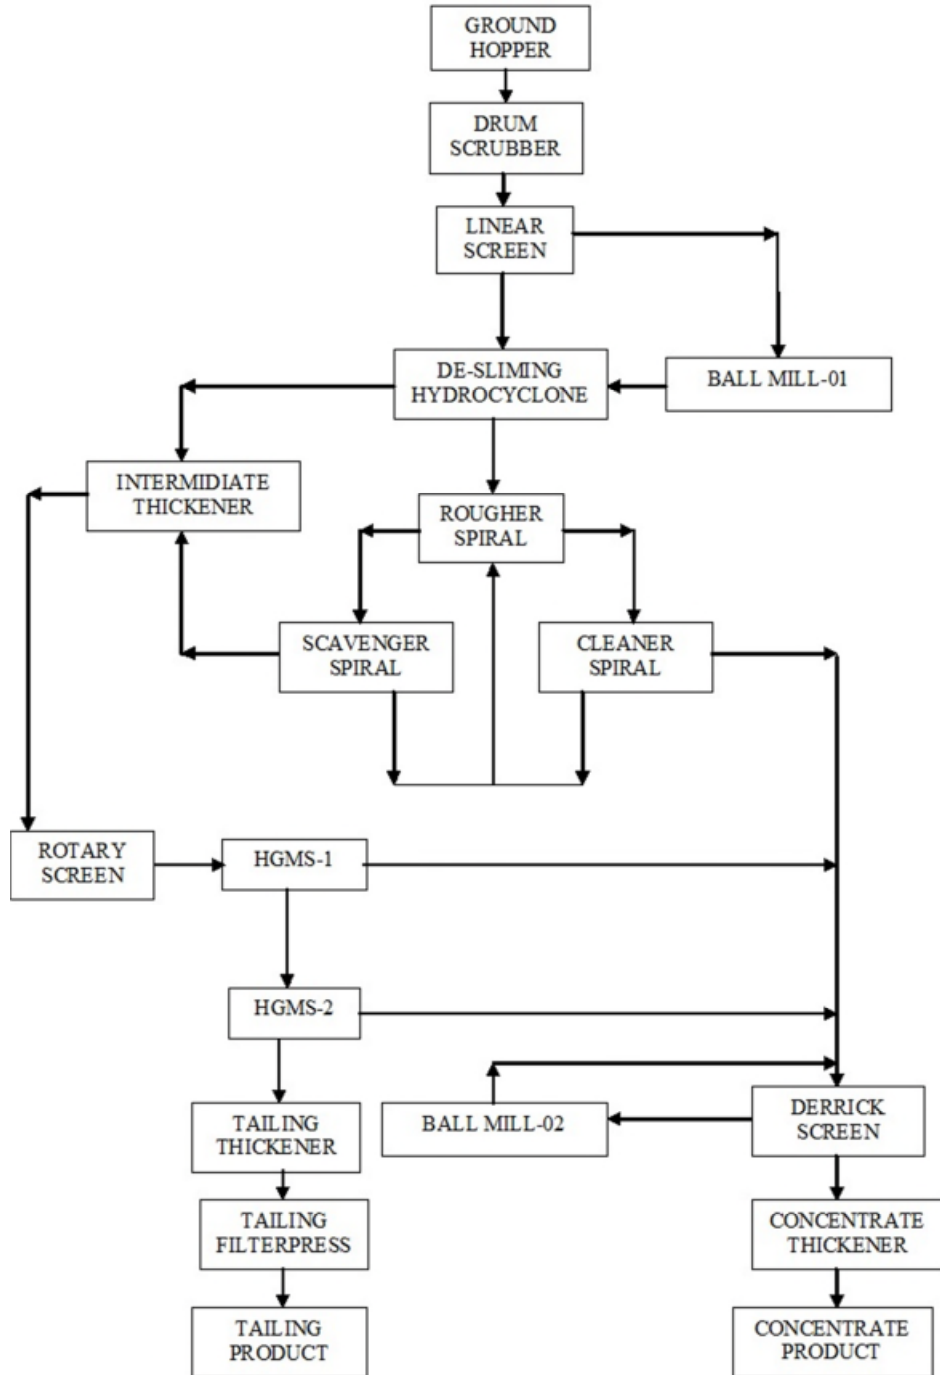 GROUND
HOPPER
DRUM
SCRUBBER
LINEAR
SCREEN
DE-SLIMING
HYDROCYCLONE
BALL MILL-01
INTERMIDIATE
THICKENER
ROUGHER
SPIRAL
SCAVENGER
SPIRAL
CLEANER
SPIRAL
ROTARY
SCREEN
HGMS-1
HGMS-2
TAILING
THICKENER
BALL MILL-02
DERRICK
SCREEN
TAILING
FILTERPRESS
CONCENTRATE
THICKENER
TAILING
PRODUCT
CONCENTRATE
PRODUCT